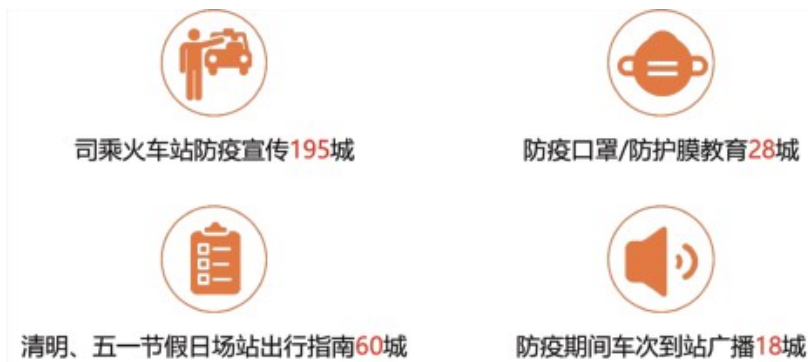 司乘火车站防疫宣传195城
防疫口罩/防护膜教育28城
清明、五一节假日场站出行指南60城
防疫期间车次到站广播18城